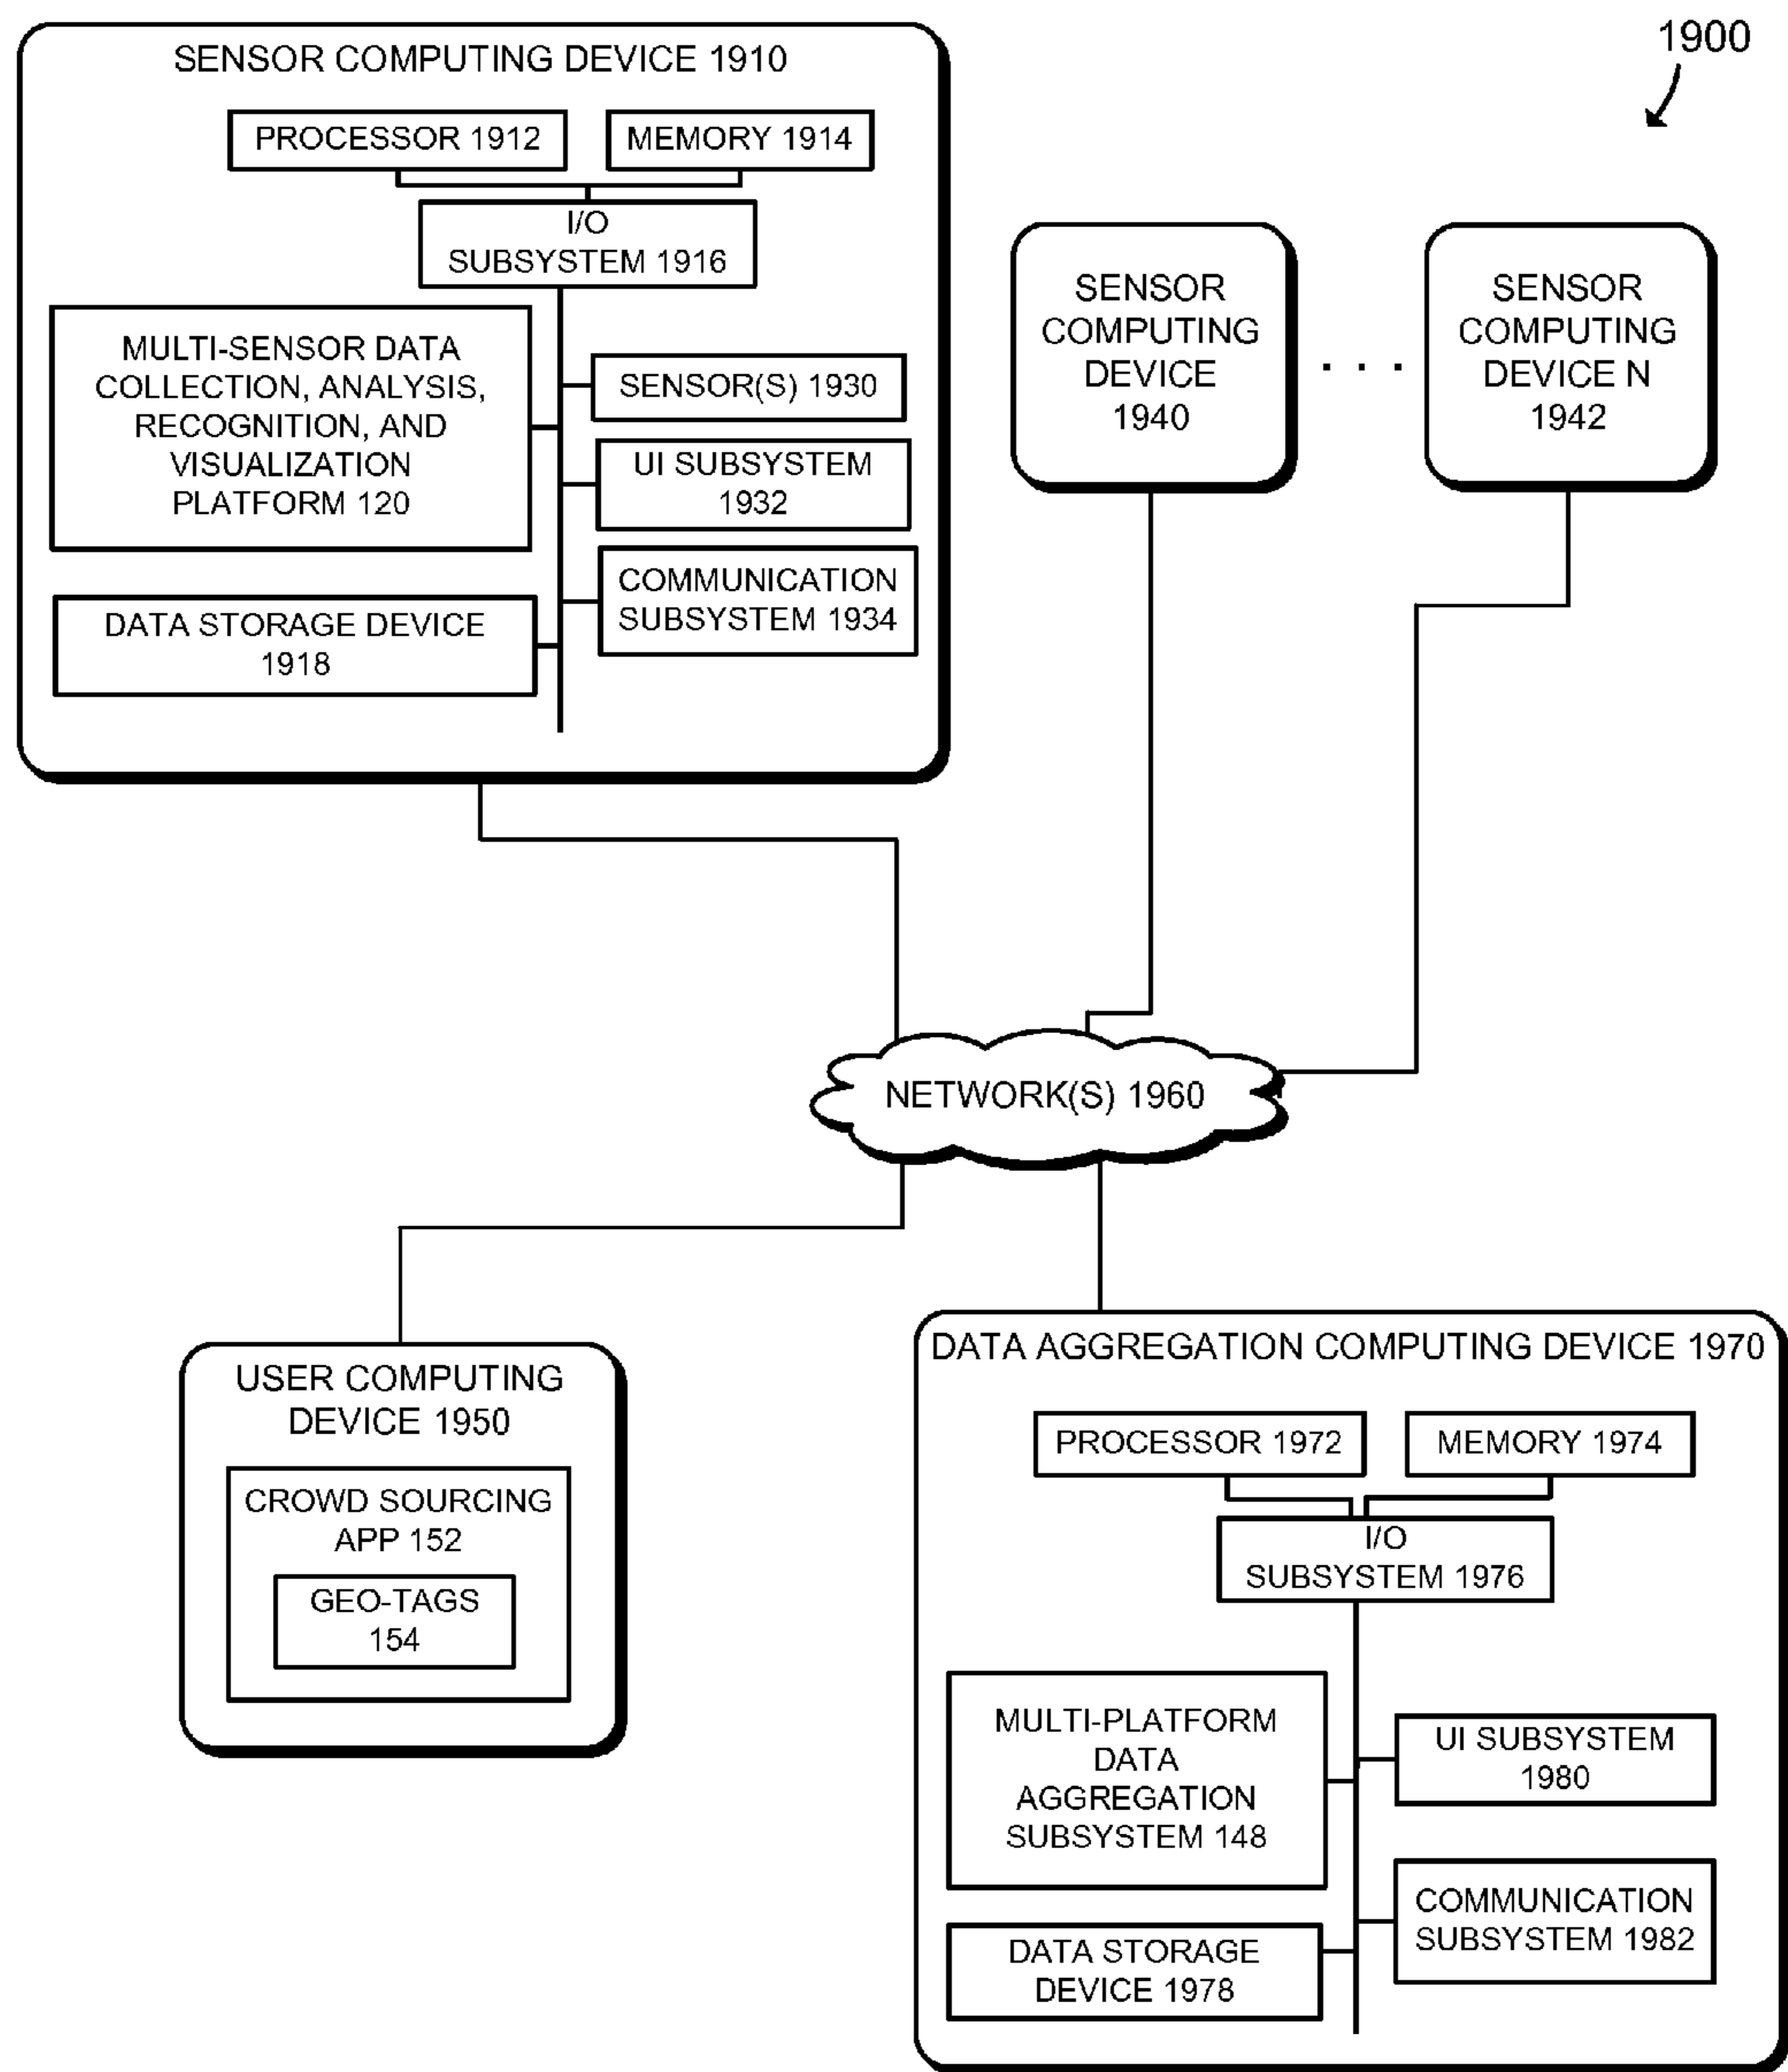 1900
SENSOR COMPUTING DEVICE 1910
PROCESSOR 1912
MEMORY 1914
I/O
SUBSYSTEM 1916
MULTI-SENSOR DATA
COLLECTION, ANALYSIS,
RECOGNITION, AND
VISUALIZATION
PLATFORM 120
SENSOR(S) 1930
UI SUBSYSTEM
1932
COMMUNICATION
SUBSYSTEM 1934
DATA STORAGE DEVICE
1918
SENSOR
COMPUTING
DEVICE
1940
. . .
SENSOR
COMPUTING
DEVICE N
1942
NETWORK(S) 1960
USER COMPUTING
DEVICE 1950
CROWD SOURCING
APP 152
GEO-TAGS
154
DATA AGGREGATION COMPUTING DEVICE 1970
PROCESSOR 1972
MEMORY 1974
I/O
SUBSYSTEM 1976
MULTI-PLATFORM
DATA
AGGREGATION
SUBSYSTEM 148
UI SUBSYSTEM
1980
COMMUNICATION
SUBSYSTEM 1982
DATA STORAGE
DEVICE 1978